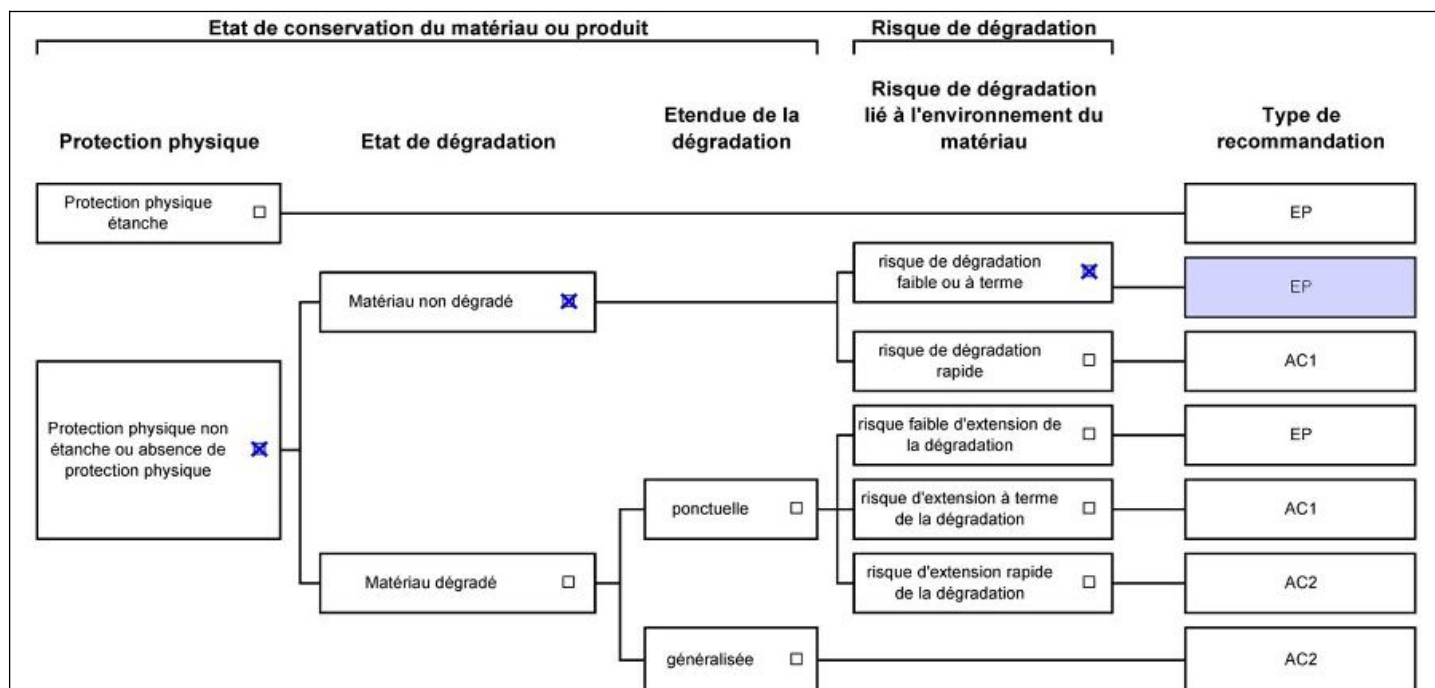 Etat de conservation du matériau ou produit
Risque de dégradation
Protection physique
Etat de dégradation
Etendue de la
dégradation
Risque de dégradation
lié à l'environnement du
matériau
Type de
recommandation
Protection physique
étanche
EP
risque de dégradation
faible ou à terme
EP
Matériau non dégradé
risque de dégradation
rapide
AC1
Protection physique non
étanche ou absence de
protection physique
risque faible d'extension de
la dégradation
EP
ponctuelle
risque d'extension à terme
de la dégradation
AC1
Matériau dégradé
risque d'extension rapide
de la dégradation
AC2
généralisée
AC2